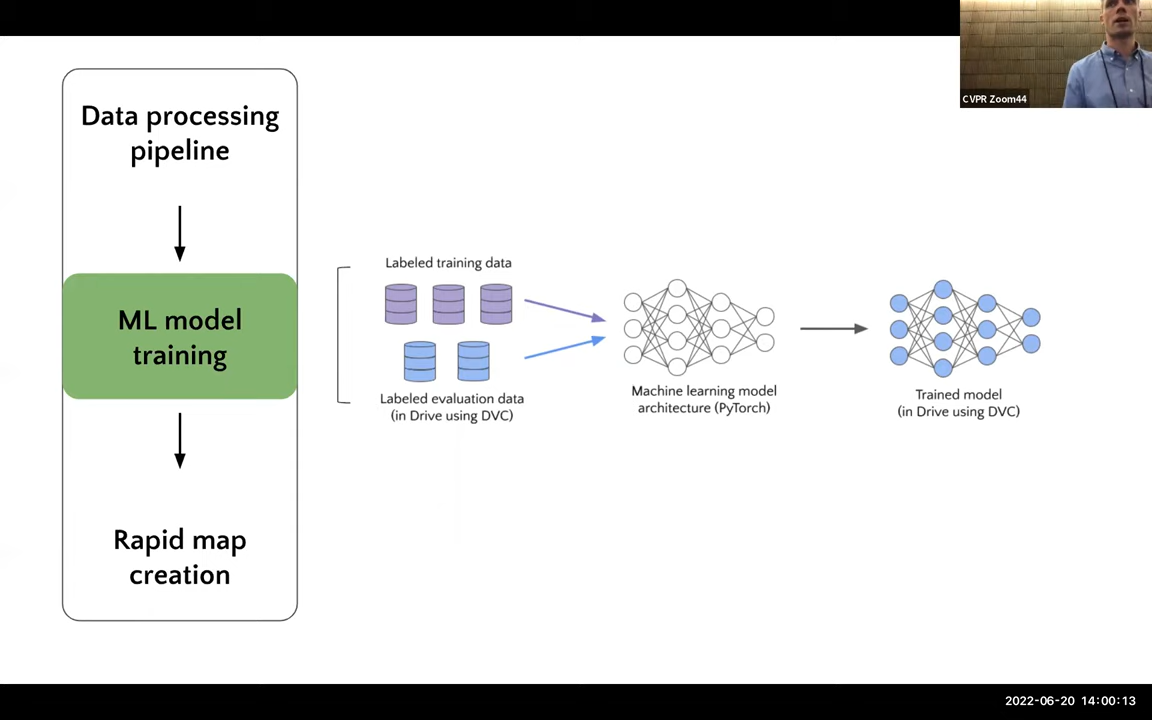 CVPR Zoom44
Data processing
pipeline
ML model
training
Rapid map
creation
Labeled training data
Labeled evaluation data
(in Drive using DVC)
Machine learning model
architecture (PyTorch)
Trained model
(in Drive using DVC)
2022-06-20 14:00:13